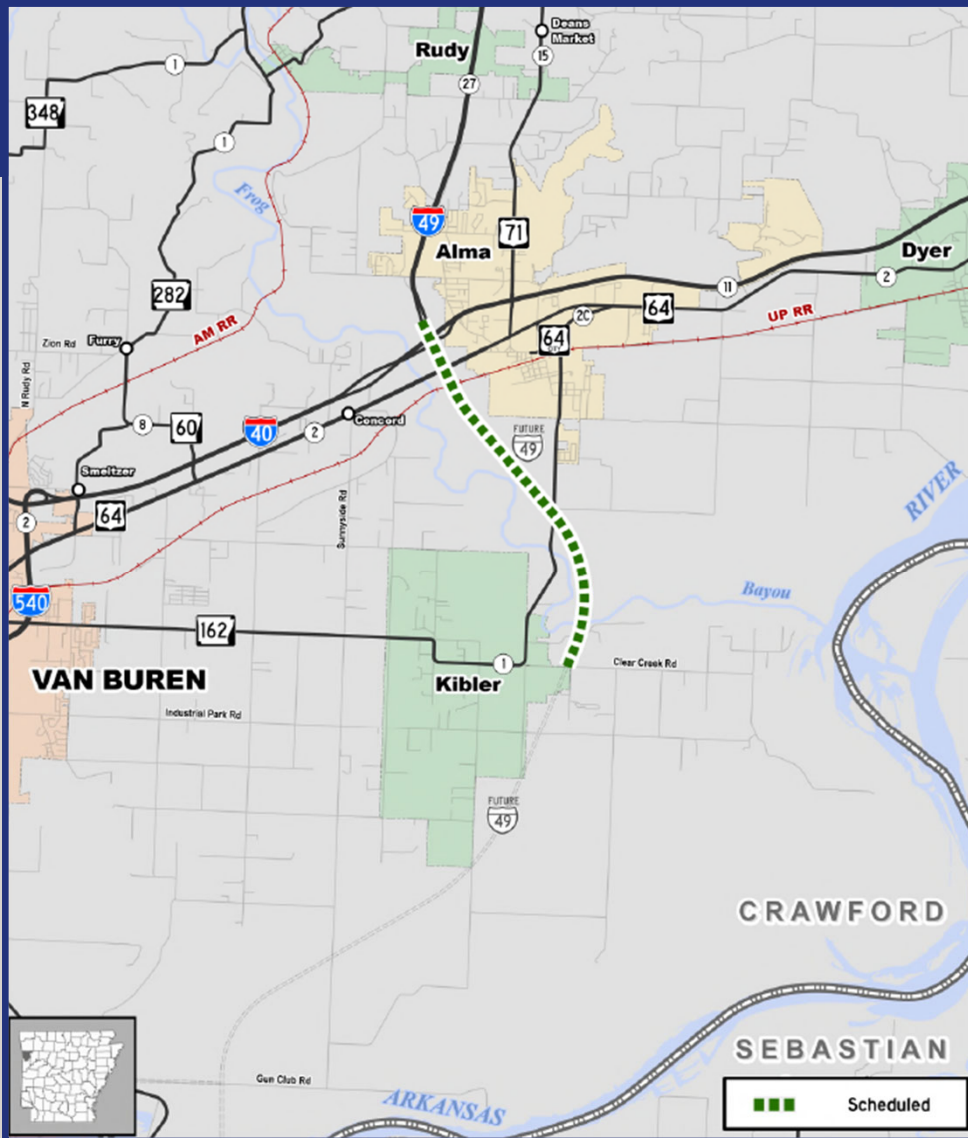 Deans
Market
Rudy
15
1
27
348
1
Frog
49
71
Alma
Dyer
282
11
2
64
2C
UP RR
AM RR
64
Zion Rd
Furry
N Rudy Rd
Concord
FUTURE
49
8
60
40
2
Smeltzer
64
2
Sunnyside Rd
RIVER
540
Bayou
162
1
Clear Creek Rd
VAN BUREN
Kibler
Industrial Park Rd
FUTURE
49
CRAWFORD
SEBASTIAN
Gun Club Rd
ARKANSAS
Scheduled